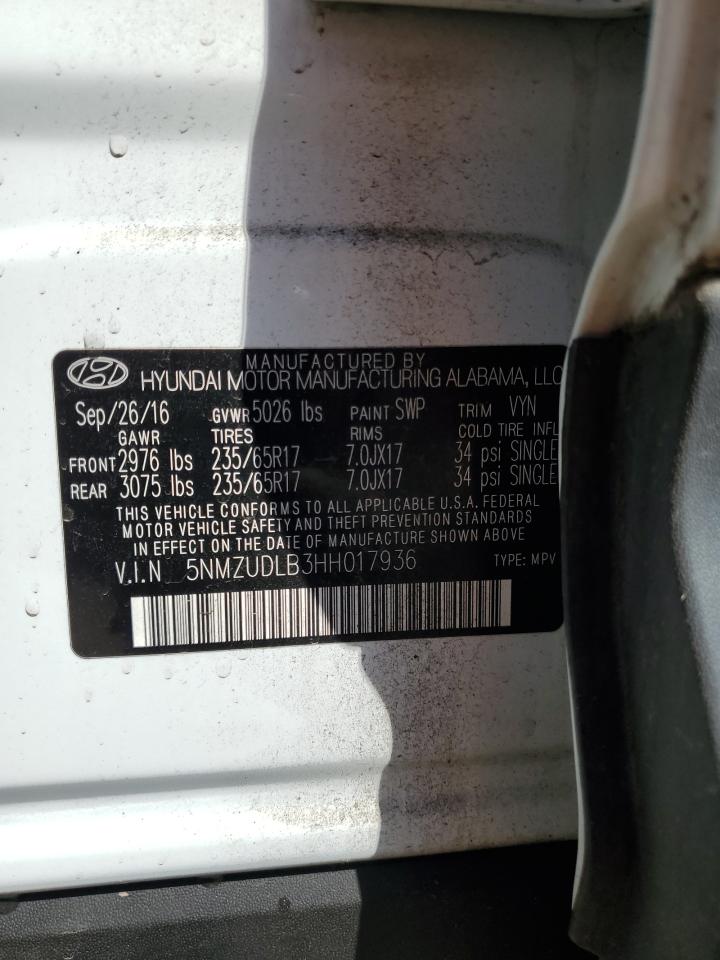 MANUFACTURED BY
HYUNDAI MOTOR MANUFACTURING ALABAMA, LLC
Sep/26/16 GVWR 5026 lbs PAINT SWP TRIM VYN
GAWR TIRES RIMS COLD TIRE INFL
FRONT 2976 lbs 235/65R17 7.0JX17 34 psi SINGLE
REAR 3075 lbs 235/65R17 7.0JX17 34 psi SINGLE
THIS VEHICLE CONFORMS TO ALL APPLICABLE U.S.A. FEDERAL
MOTOR VEHICLE SAFETY AND THEFT PREVENTION STANDARDS
IN EFFECT ON THE DATE OF MANUFACTURE SHOWN ABOVE
V.I.N 5NMZUDLB3HH017936 TYPE: MPV